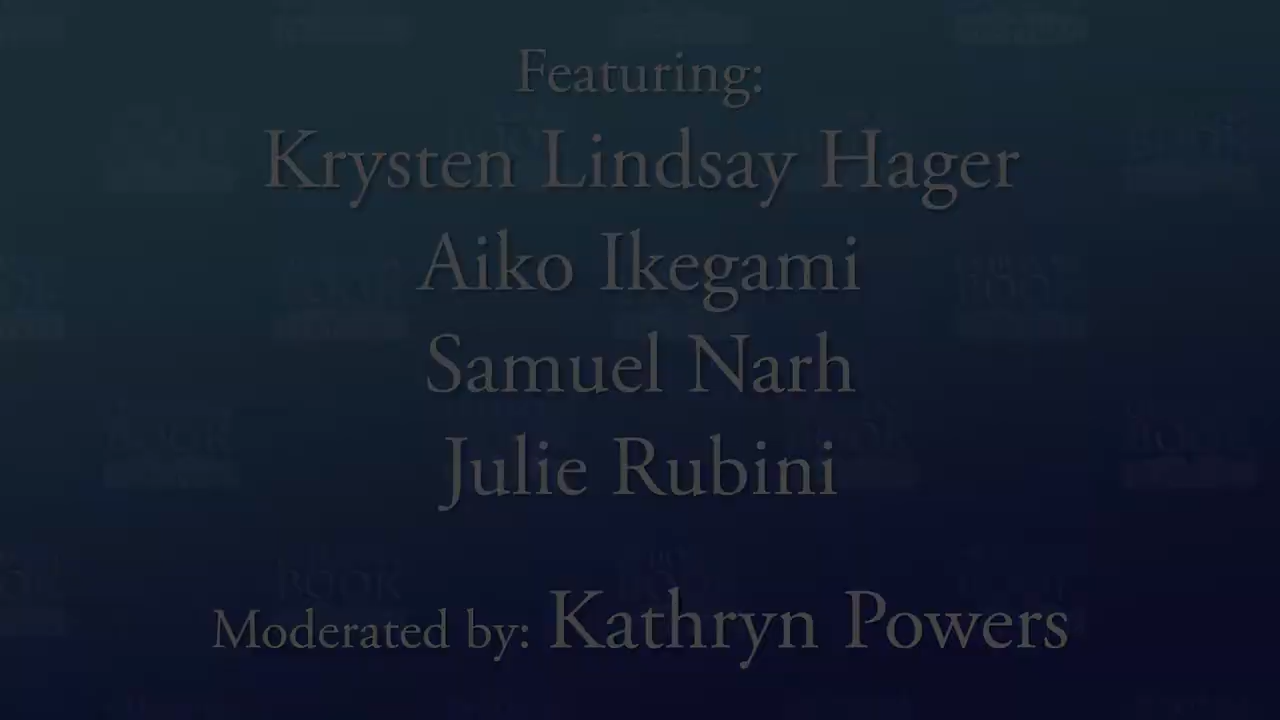 Featuring:
Krysten Lindsay Hager
Aiko Ikegami
Samuel Narh
Julie Rubini
Moderated by: Kathryn Powers